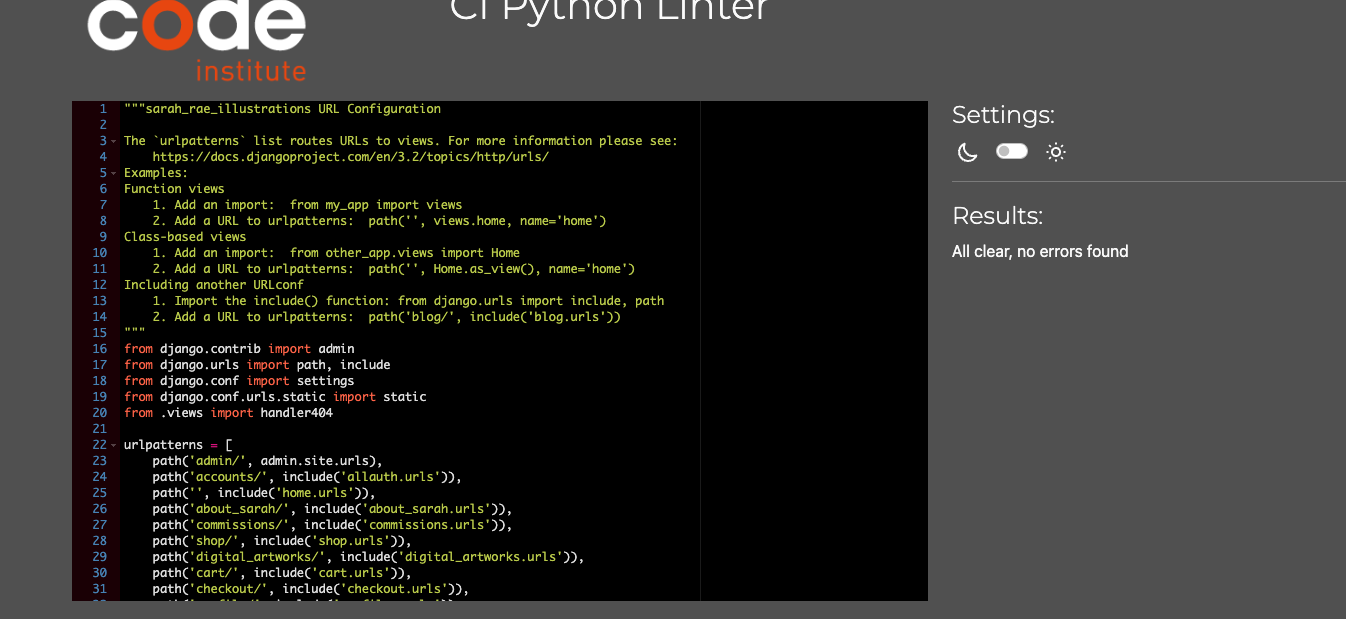 code
institute
CI Python Linter
1 """sarah_rae_illustrations URL Configuration
2
3 The `urlpatterns` list routes URLs to views. For more information please see:
4     https://docs.djangoproject.com/en/3.2/topics/http/urls/
5 Examples:
6 Function views
7     1. Add an import:  from my_app import views
8     2. Add a URL to urlpatterns:  path('', views.home, name='home')
9 Class-based views
10     1. Add an import:  from other_app.views import Home
11     2. Add a URL to urlpatterns:  path('', Home.as_view(), name='home')
12 Including another URLconf
13     1. Import the include() function: from django.urls import include, path
14     2. Add a URL to urlpatterns:  path('blog/', include('blog.urls'))
15 """
16 from django.contrib import admin
17 from django.urls import path, include
18 from django.conf import settings
19 from django.conf.urls.static import static
20 from .views import handler404
21
22 urlpatterns = [
23     path('admin/', admin.site.urls),
24     path('accounts/', include('allauth.urls')),
25     path('', include('home.urls')),
26     path('about_sarah/', include('about_sarah.urls')),
27     path('commissions/', include('commissions.urls')),
28     path('shop/', include('shop.urls')),
29     path('digital_artworks/', include('digital_artworks.urls')),
30     path('cart/', include('cart.urls')),
31     path('checkout/', include('checkout.urls')),
Settings:
Results:
All clear, no errors found